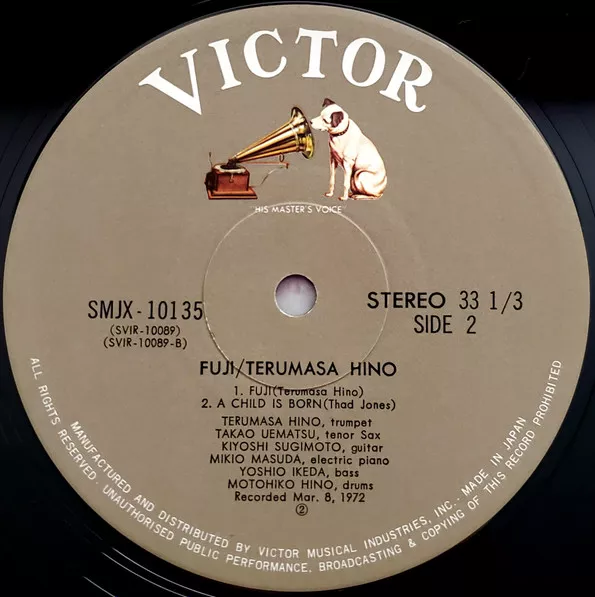 VICTOR
HIS MASTER'S VOICE
SMJX-10135
(SVIR-10089)
(SVIR-10089-B)
STEREO 33 1/3
SIDE 2
FUJI/TERUMASA HINO
1. FUJI(Terumasa Hino)
2. A CHILD IS BORN(Thad Jones)
TERUMASA HINO, trumpet
TAKAO UEMATSU, tenor Sax
KIYOSHI SUGIMOTO, guitar
MIKIO MASUDA, electric piano
YOSHIO IKEDA, bass
MOTOHIKO HINO, drums
Recorded Mar. 8, 1972
②
MANUFACTURED AND DISTRIBUTED BY VICTOR MUSICAL INDUSTRIES, INC.· MADE IN JAPAN
ALL RIGHTS RESERVED. UNAUTHORISED PUBLIC PERFORMANCE, BROADCASTING & COPYING OF THIS RECORD PROHIBITED